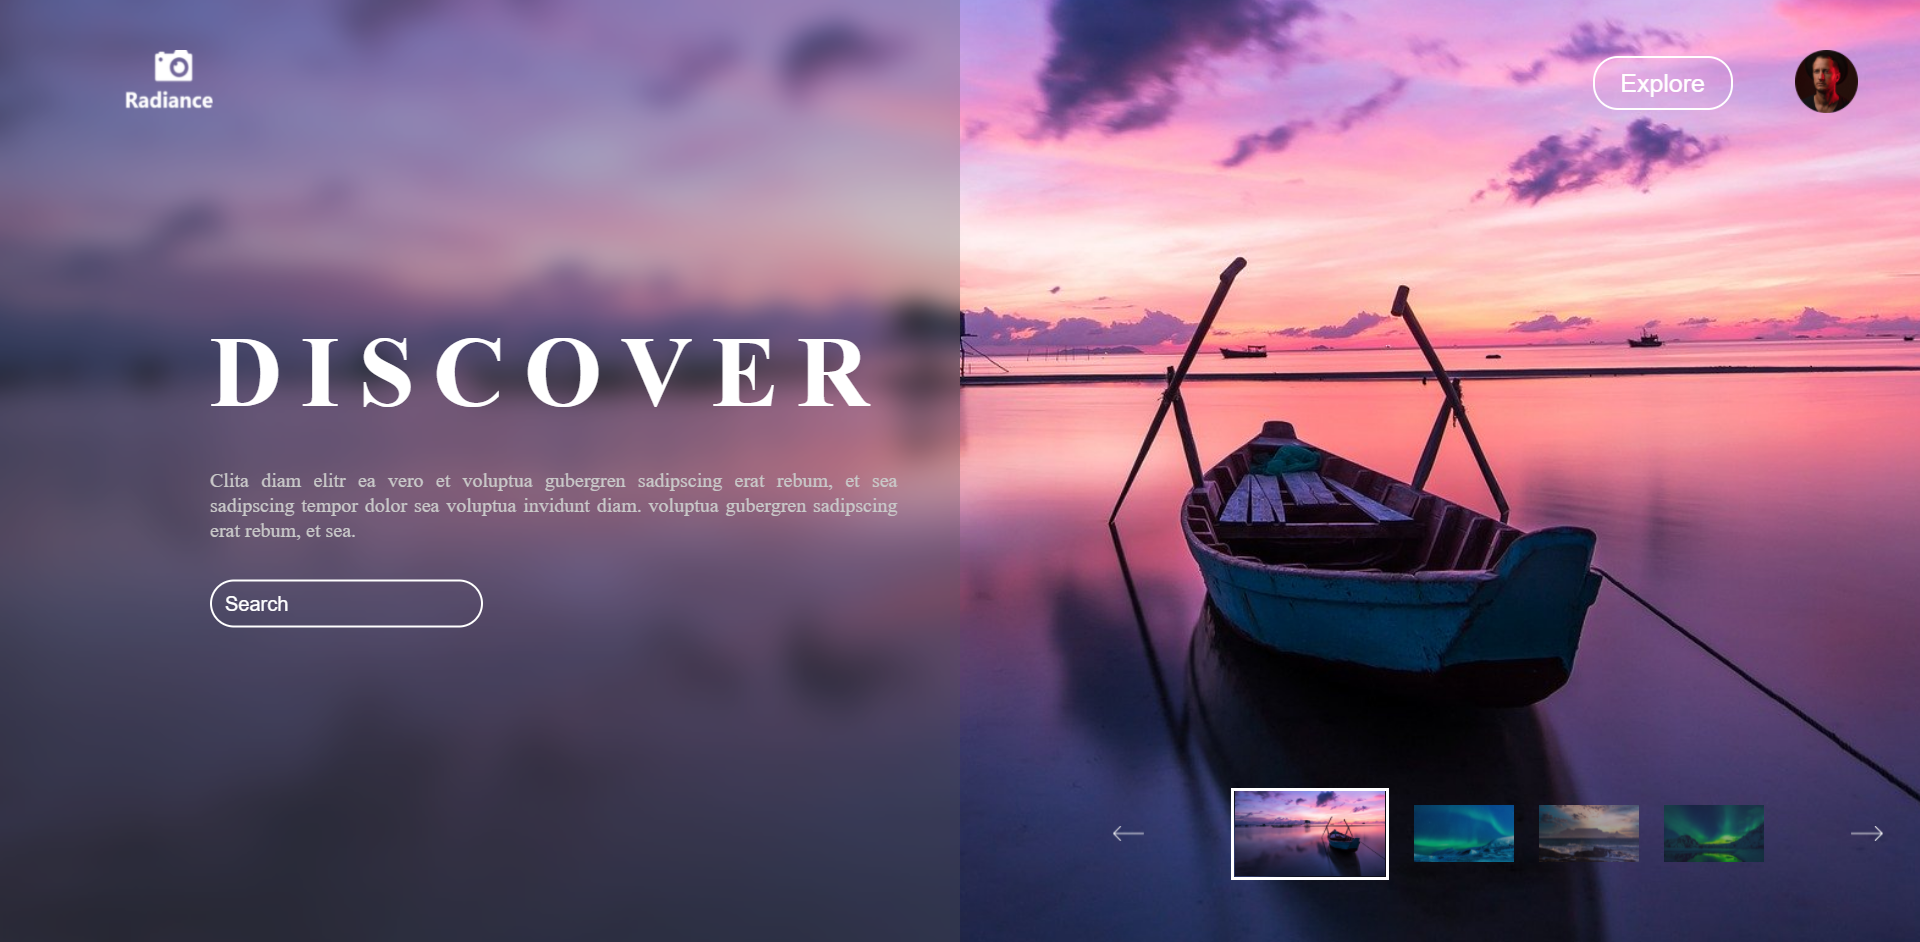 Radiance
Explore
DISCOVER
Clita diam elitr ea vero et voluptua gubergren sadipscing erat rebum, et sea
sadipscing tempor dolor sea voluptua invidunt diam. voluptua gubergren sadipscing
erat rebum, et sea.
Search